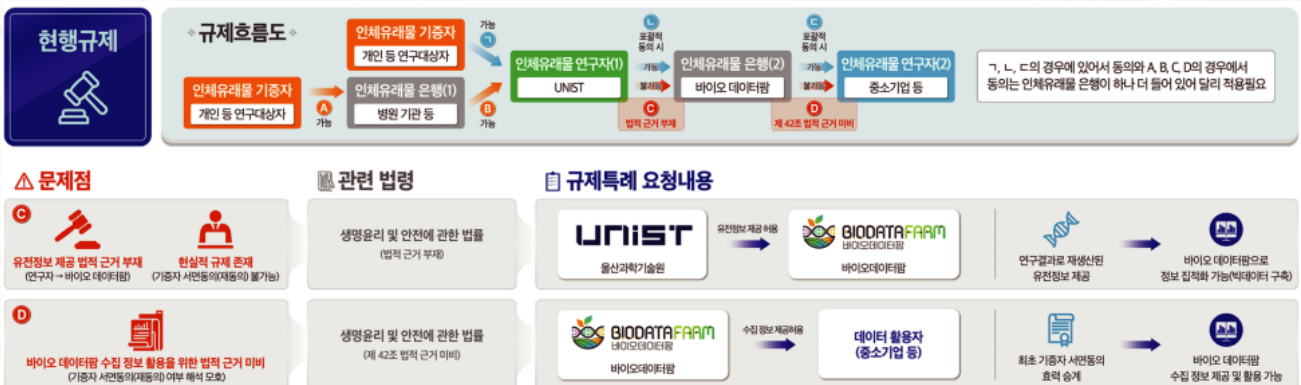 현행규제
규제흐름도
인체유래물 기증자
개인 등 연구대상자
가능
ㄱ
인체유래물 기증자
개인 등 연구대상자
A
가능
인체유래물 은행(1)
병원 기관 등
B
가능
인체유래물 연구자(1)
UNIST
ㄴ
포괄적
동의 시
가능
불가능
C
법적 근거 부재
인체유래물 은행(2)
바이오 데이터팜
ㄷ
포괄적
동의 시
가능
불가능
D
제 42조 법적 근거 미비
인체유래물 연구자(2)
중소기업 등
ㄱ, ㄴ, ㄷ의 경우에 있어서 동의와 A, B, C, D의 경우에서
동의는 인체유래물 은행이 하나 더 들어 있어 달리 적용필요
문제점
관련 법령
규제특례 요청내용
C
유전정보 제공 법적 근거 부재
(연구자 → 바이오 데이터팜)
현실적 규제 존재
(기증자 서면동의(재동의) 불가능)
생명윤리 및 안전에 관한 법률
(법적 근거 부재)
UNIST
울산과학기술원
유전정보 제공 허용
BIODATAFARM
바이오데이터팜
바이오데이터팜
연구결과로 재생산된
유전정보 제공
바이오 데이터팜으로
정보 집적화 가능(빅데이터 구축)
D
바이오 데이터팜 수집 정보 활용을 위한 법적 근거 미비
(기증자 서면동의(재동의) 여부 해석 모호)
생명윤리 및 안전에 관한 법률
(제 42조 법적 근거 미비)
BIODATAFARM
바이오데이터팜
바이오데이터팜
수집 정보 제공허용
데이터 활용자
(중소기업 등)
최초 기증자 서면동의
효력 승계
바이오 데이터팜
수집 정보 제공 및 활용 가능